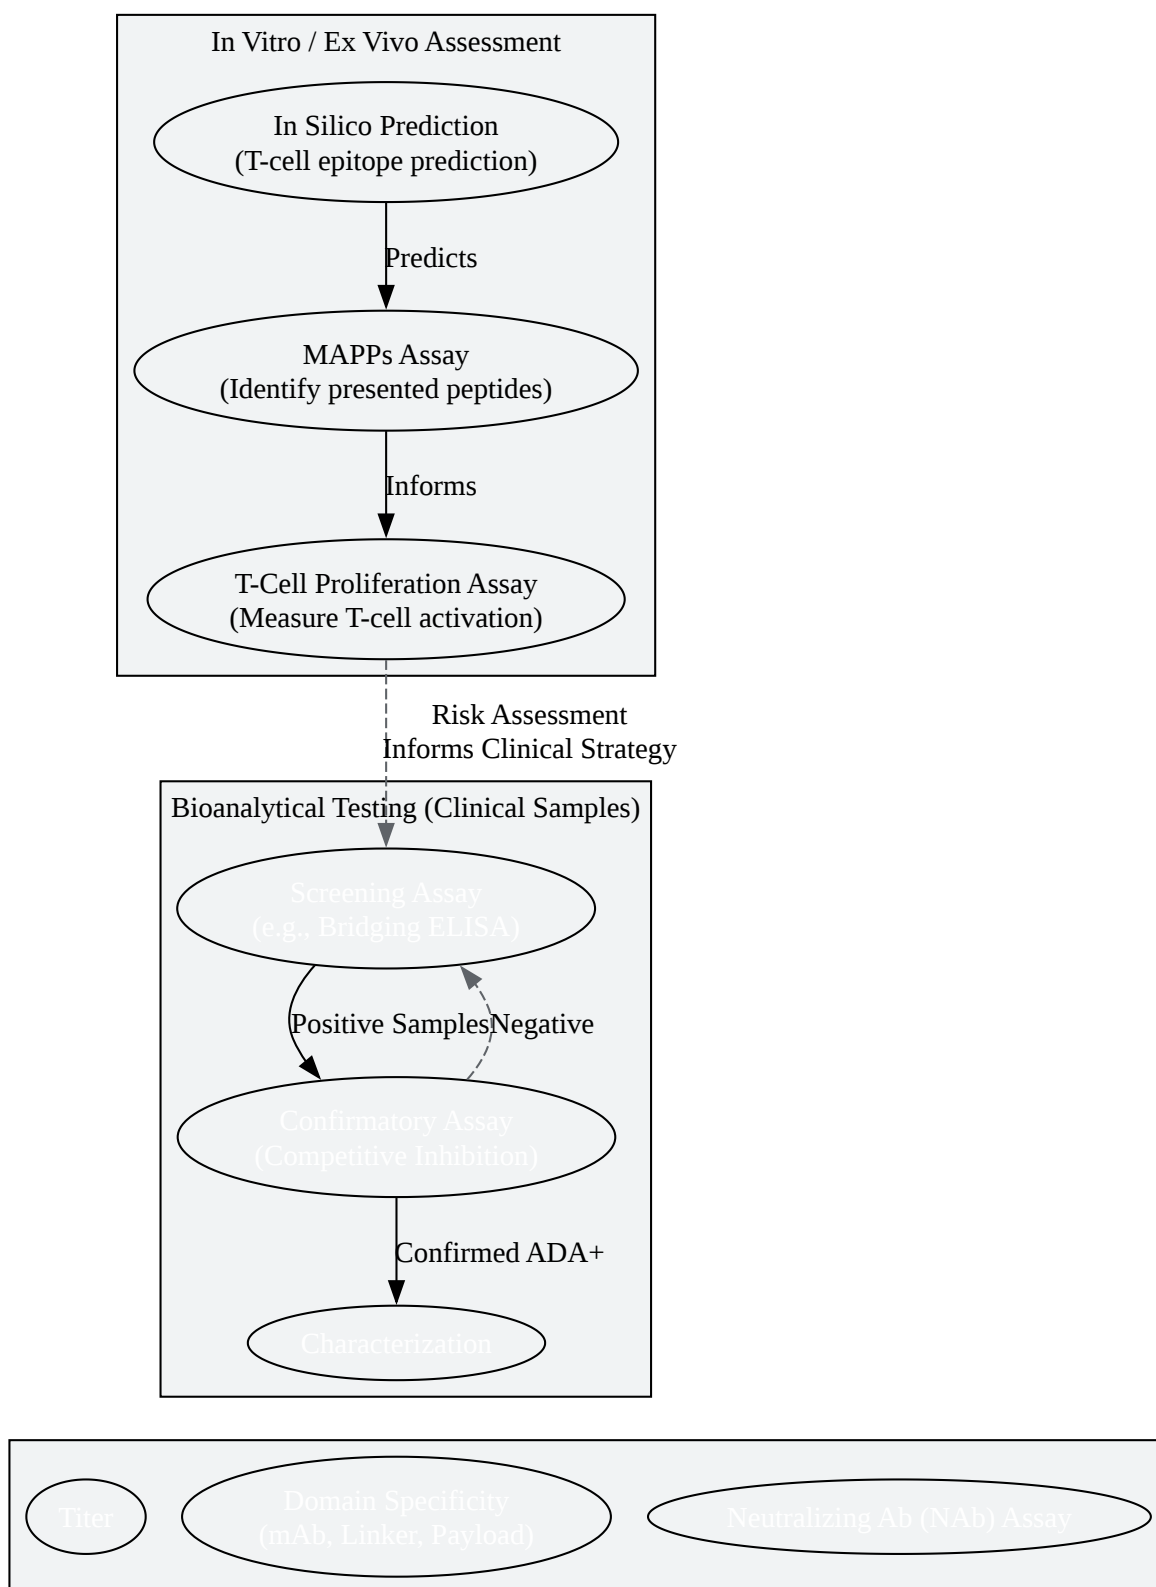 In Vitro / Ex Vivo Assessment
In Silico Prediction
(T-cell epitope prediction)
Predicts
MAPPs Assay
(Identify presented peptides)
Informs
T-Cell Proliferation Assay
(Measure T-cell activation)
Risk Assessment
Informs Clinical Strategy
Bioanalytical Testing (Clinical Samples)
Screening Assay
(e.g., Bridging ELISA)
Positive Samples
Negative
Confirmatory Assay
(Competitive Inhibition)
Confirmed ADA+
Characterization
Titer
Domain Specificity
(mAb, Linker, Payload)
Neutralizing Ab (NAb) Assay